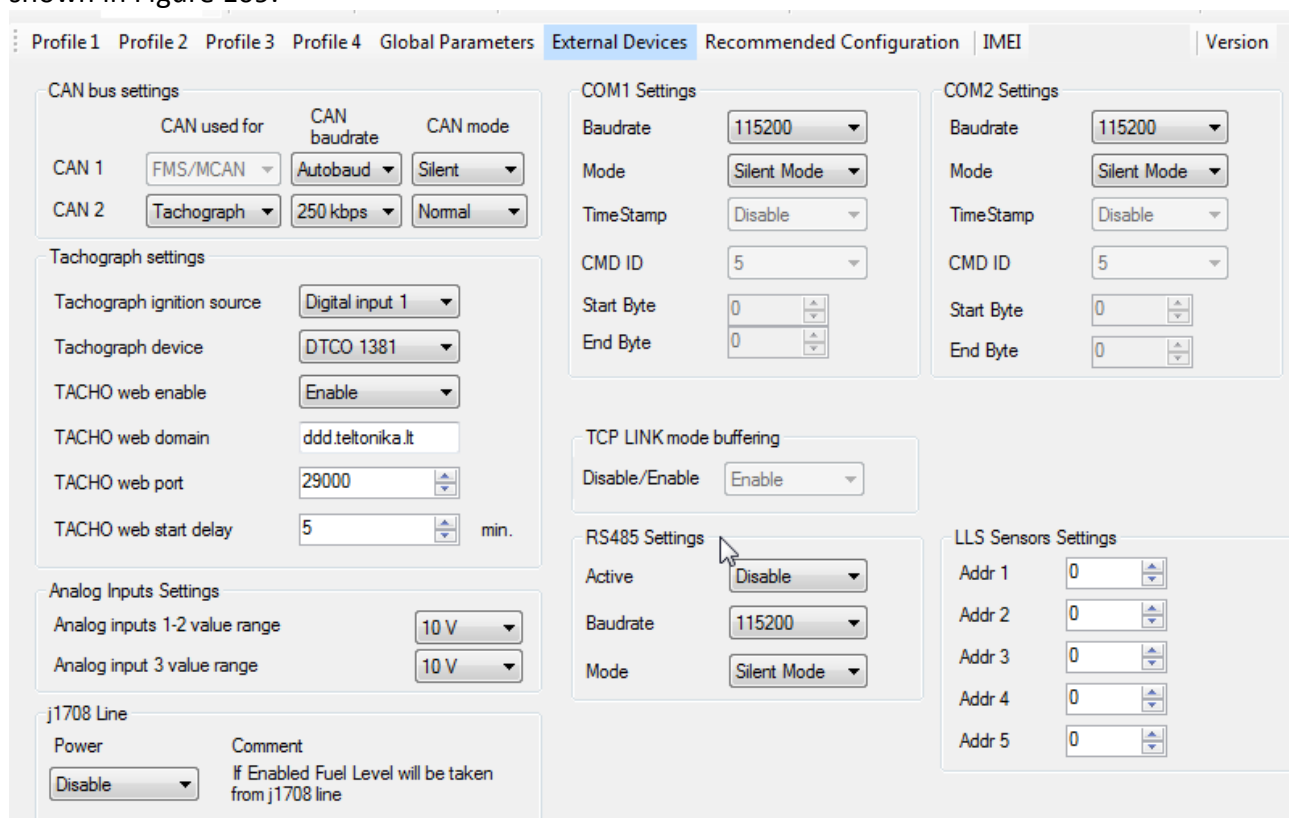 shown in Figure 109.
Profile 1 Profile 2 Profile 3 Profile 4 Global Parameters External Devices Recommended Configuration IMEI Version
CAN bus settings
CAN used for CAN baudrate CAN mode
CAN 1 FMS/MCAN Autobaud Silent
CAN 2 Tachograph 250 kbps Normal
Tachograph settings
Tachograph ignition source Digital input 1
Tachograph device DTCO 1381
TACHO web enable Enable
TACHO web domain ddd.teltonika.lt
TACHO web port 29000
TACHO web start delay 5 min.
Analog Inputs Settings
Analog inputs 1-2 value range 10 V
Analog input 3 value range 10 V
j1708 Line
Power Comment
Disable If Enabled Fuel Level will be taken
from j1708 line
COM1 Settings
Baudrate 115200
Mode Silent Mode
TimeStamp Disable
CMD ID 5
Start Byte 0
End Byte 0
COM2 Settings
Baudrate 115200
Mode Silent Mode
TimeStamp Disable
CMD ID 5
Start Byte 0
End Byte 0
TCP LINK mode buffering
Disable/Enable Enable
RS485 Settings
Active Disable
Baudrate 115200
Mode Silent Mode
LLS Sensors Settings
Addr 1 0
Addr 2 0
Addr 3 0
Addr 4 0
Addr 5 0